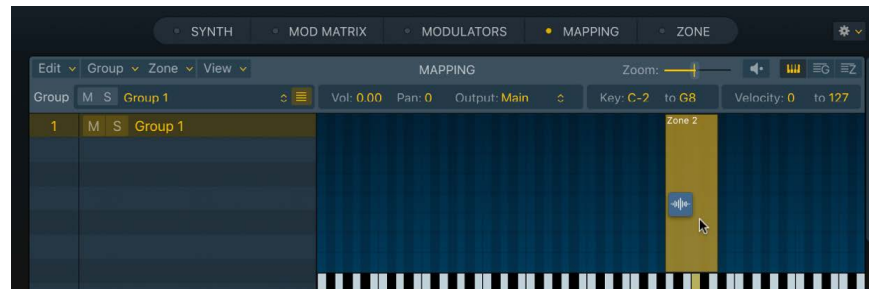 SYNTH MOD MATRIX MODULATORS MAPPING ZONE
Edit Group Zone View MAPPING Zoom: G Z
Group M S Group 1 Vol: 0.00 Pan: 0 Output: Main Key: C-2 to G8 Velocity: 0 to 127
1 M S Group 1 Zone 2